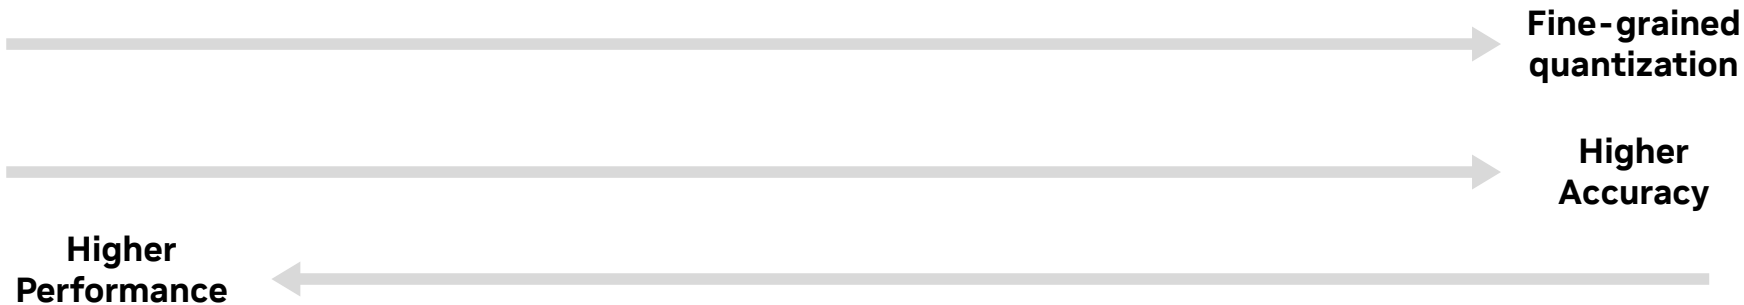 Fine-grained
quantization
Higher
Accuracy
Higher
Performance